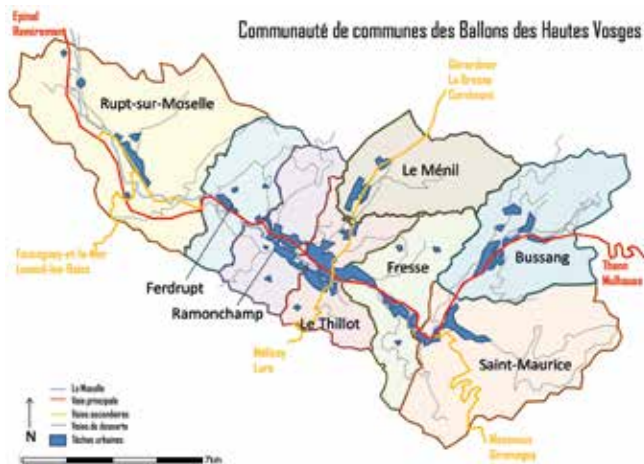 Communauté de communes des Ballons des Hautes Vosges
Epinal
Remiremont
Gérardmer
La Bresse
Cornimont
Rupt-sur-Moselle
Le Ménil
Faucogney-et-la-Mer
Luxeuil-les-Bains
Ferdrupt
Ramonchamp
Fresse
Bussang
Thann
Mulhouse
Le Thillot
Mélisey
Lure
Saint-Maurice
Masevaux
Giromagny
La Moselle
Voie principale
Voies secondaires
Voies de desserte
Tâches urbaines
N
7km